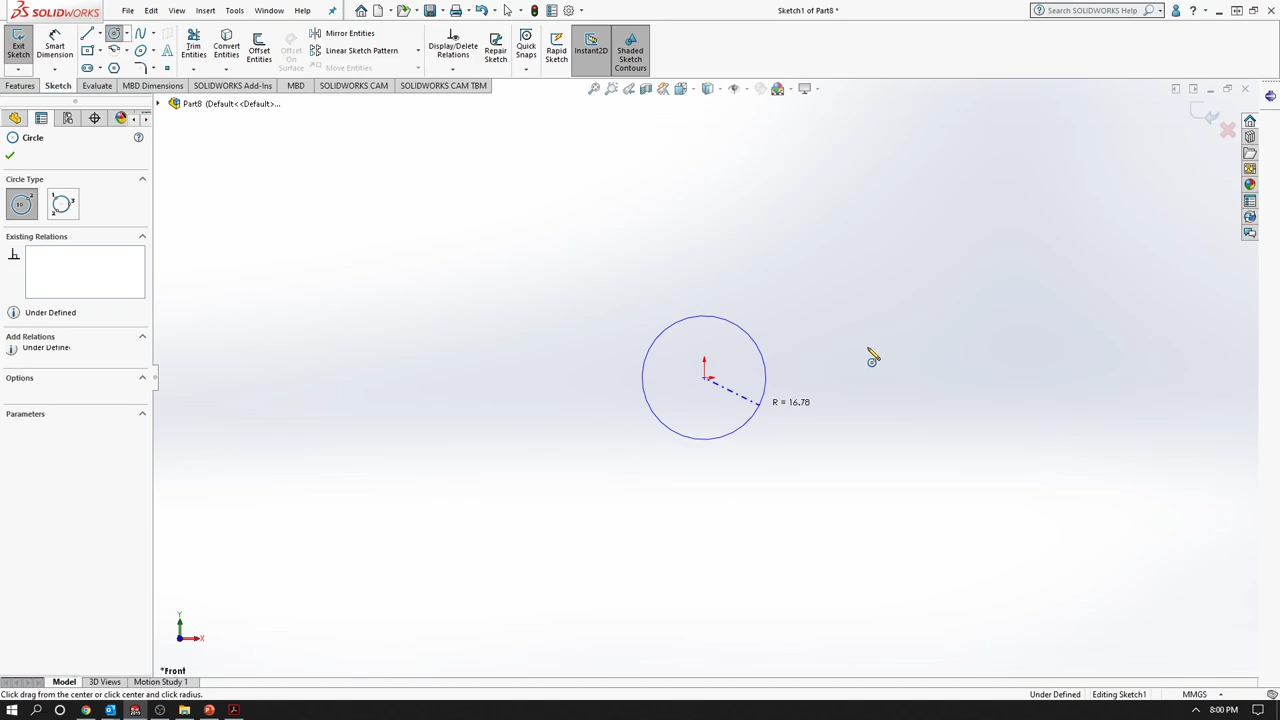 SOLIDWORKS
File
Edit
View
Insert
Tools
Window
Help
Sketch1 of Part8 *
Search SOLIDWORKS Help
Exit Sketch
Smart Dimension
Trim Entities
Convert Entities
Offset Entities
Offset On Surface
Mirror Entities
Linear Sketch Pattern
Move Entities
Display/Delete Relations
Repair Sketch
Quick Snaps
Rapid Sketch
Instant2D
Shaded Sketch Contours
Features
Sketch
Evaluate
MBD Dimensions
SOLIDWORKS Add-Ins
MBD
SOLIDWORKS CAM
SOLIDWORKS CAM TBM
Part8 (Default<<Default>...
Circle
Circle Type
Existing Relations
Under Defined
Add Relations
Under Define
Options
Parameters
R = 16.78
Y
X
*Front
Model
3D Views
Motion Study 1
Click drag from the center or click center and click radius.
Under Defined
Editing Sketch1
MMGS
8:00 PM